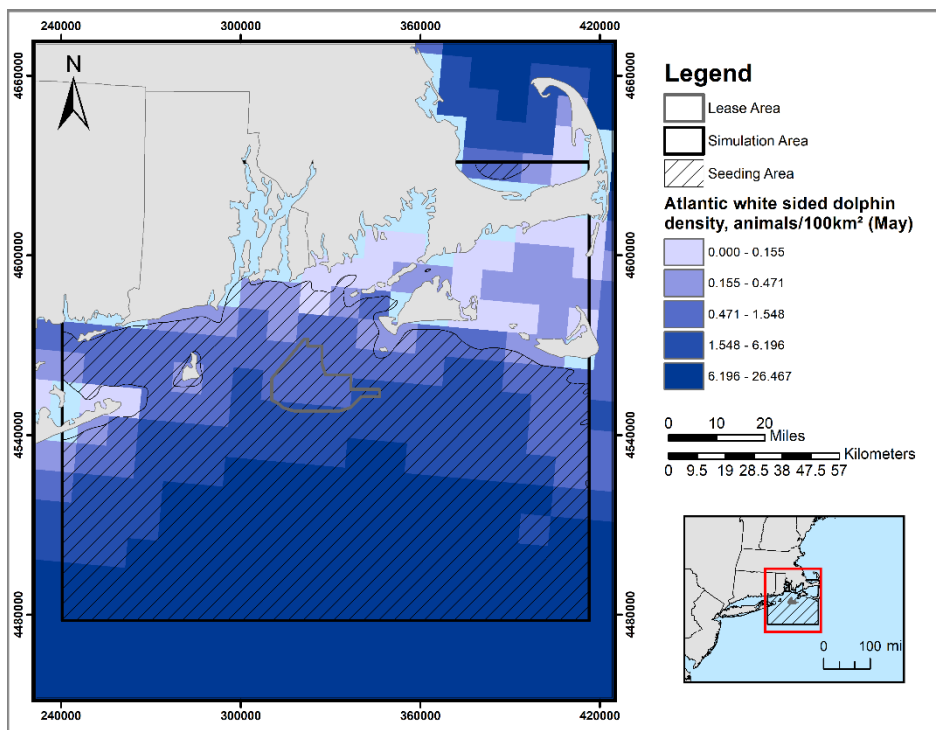 240000 300000 360000 420000
4660000
4600000
4540000
4480000
4660000
4600000
4540000
4480000
240000 300000 360000 420000
N
Legend
Lease Area
Simulation Area
Seeding Area
Atlantic white sided dolphin
density, animals/100km² (May)
0.000 - 0.155
0.155 - 0.471
0.471 - 1.548
1.548 - 6.196
6.196 - 26.467
0 10 20
Miles
Kilometers
0 9.5 19 28.5 38 47.5 57
0 100 mi